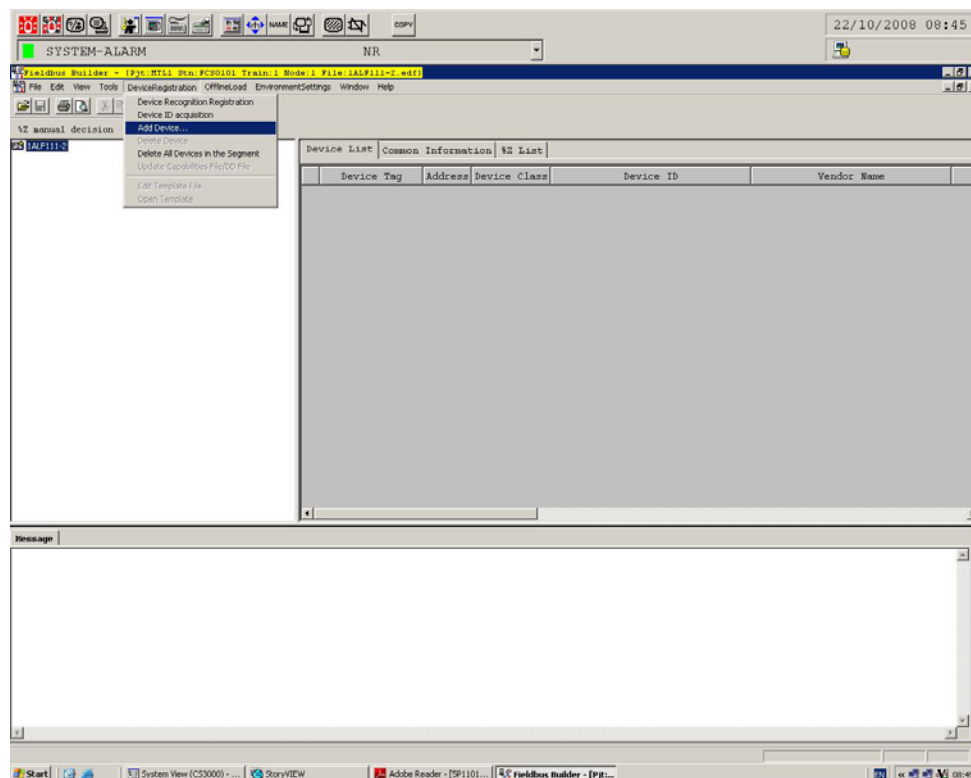 NAME
COPY
22/10/2008 08:45
SYSTEM-ALARM NR
Fieldbus Builder - [Pjt:MTL1 Stn:FCS0101 Train:1 Node:1 File:1ALF111-2.edf]
File Edit View Tools DeviceRegistration OfflineLoad EnvironmentSettings Window Help
Device Recognition Registration
Device ID acquisition
%Z manual decision
Add Device...
Delete Device
Delete All Devices in the Segment
Update Capabilities File/DD File
Edit Template File
Open Template
1ALF111-2
Device List Common Information %Z List
Device Tag Address Device Class Device ID Vendor Name
Message
Start System View (CS3000) - ... StoryVIEW Adobe Reader - [SP1101... Fieldbus Builder - [Pjt:... EN